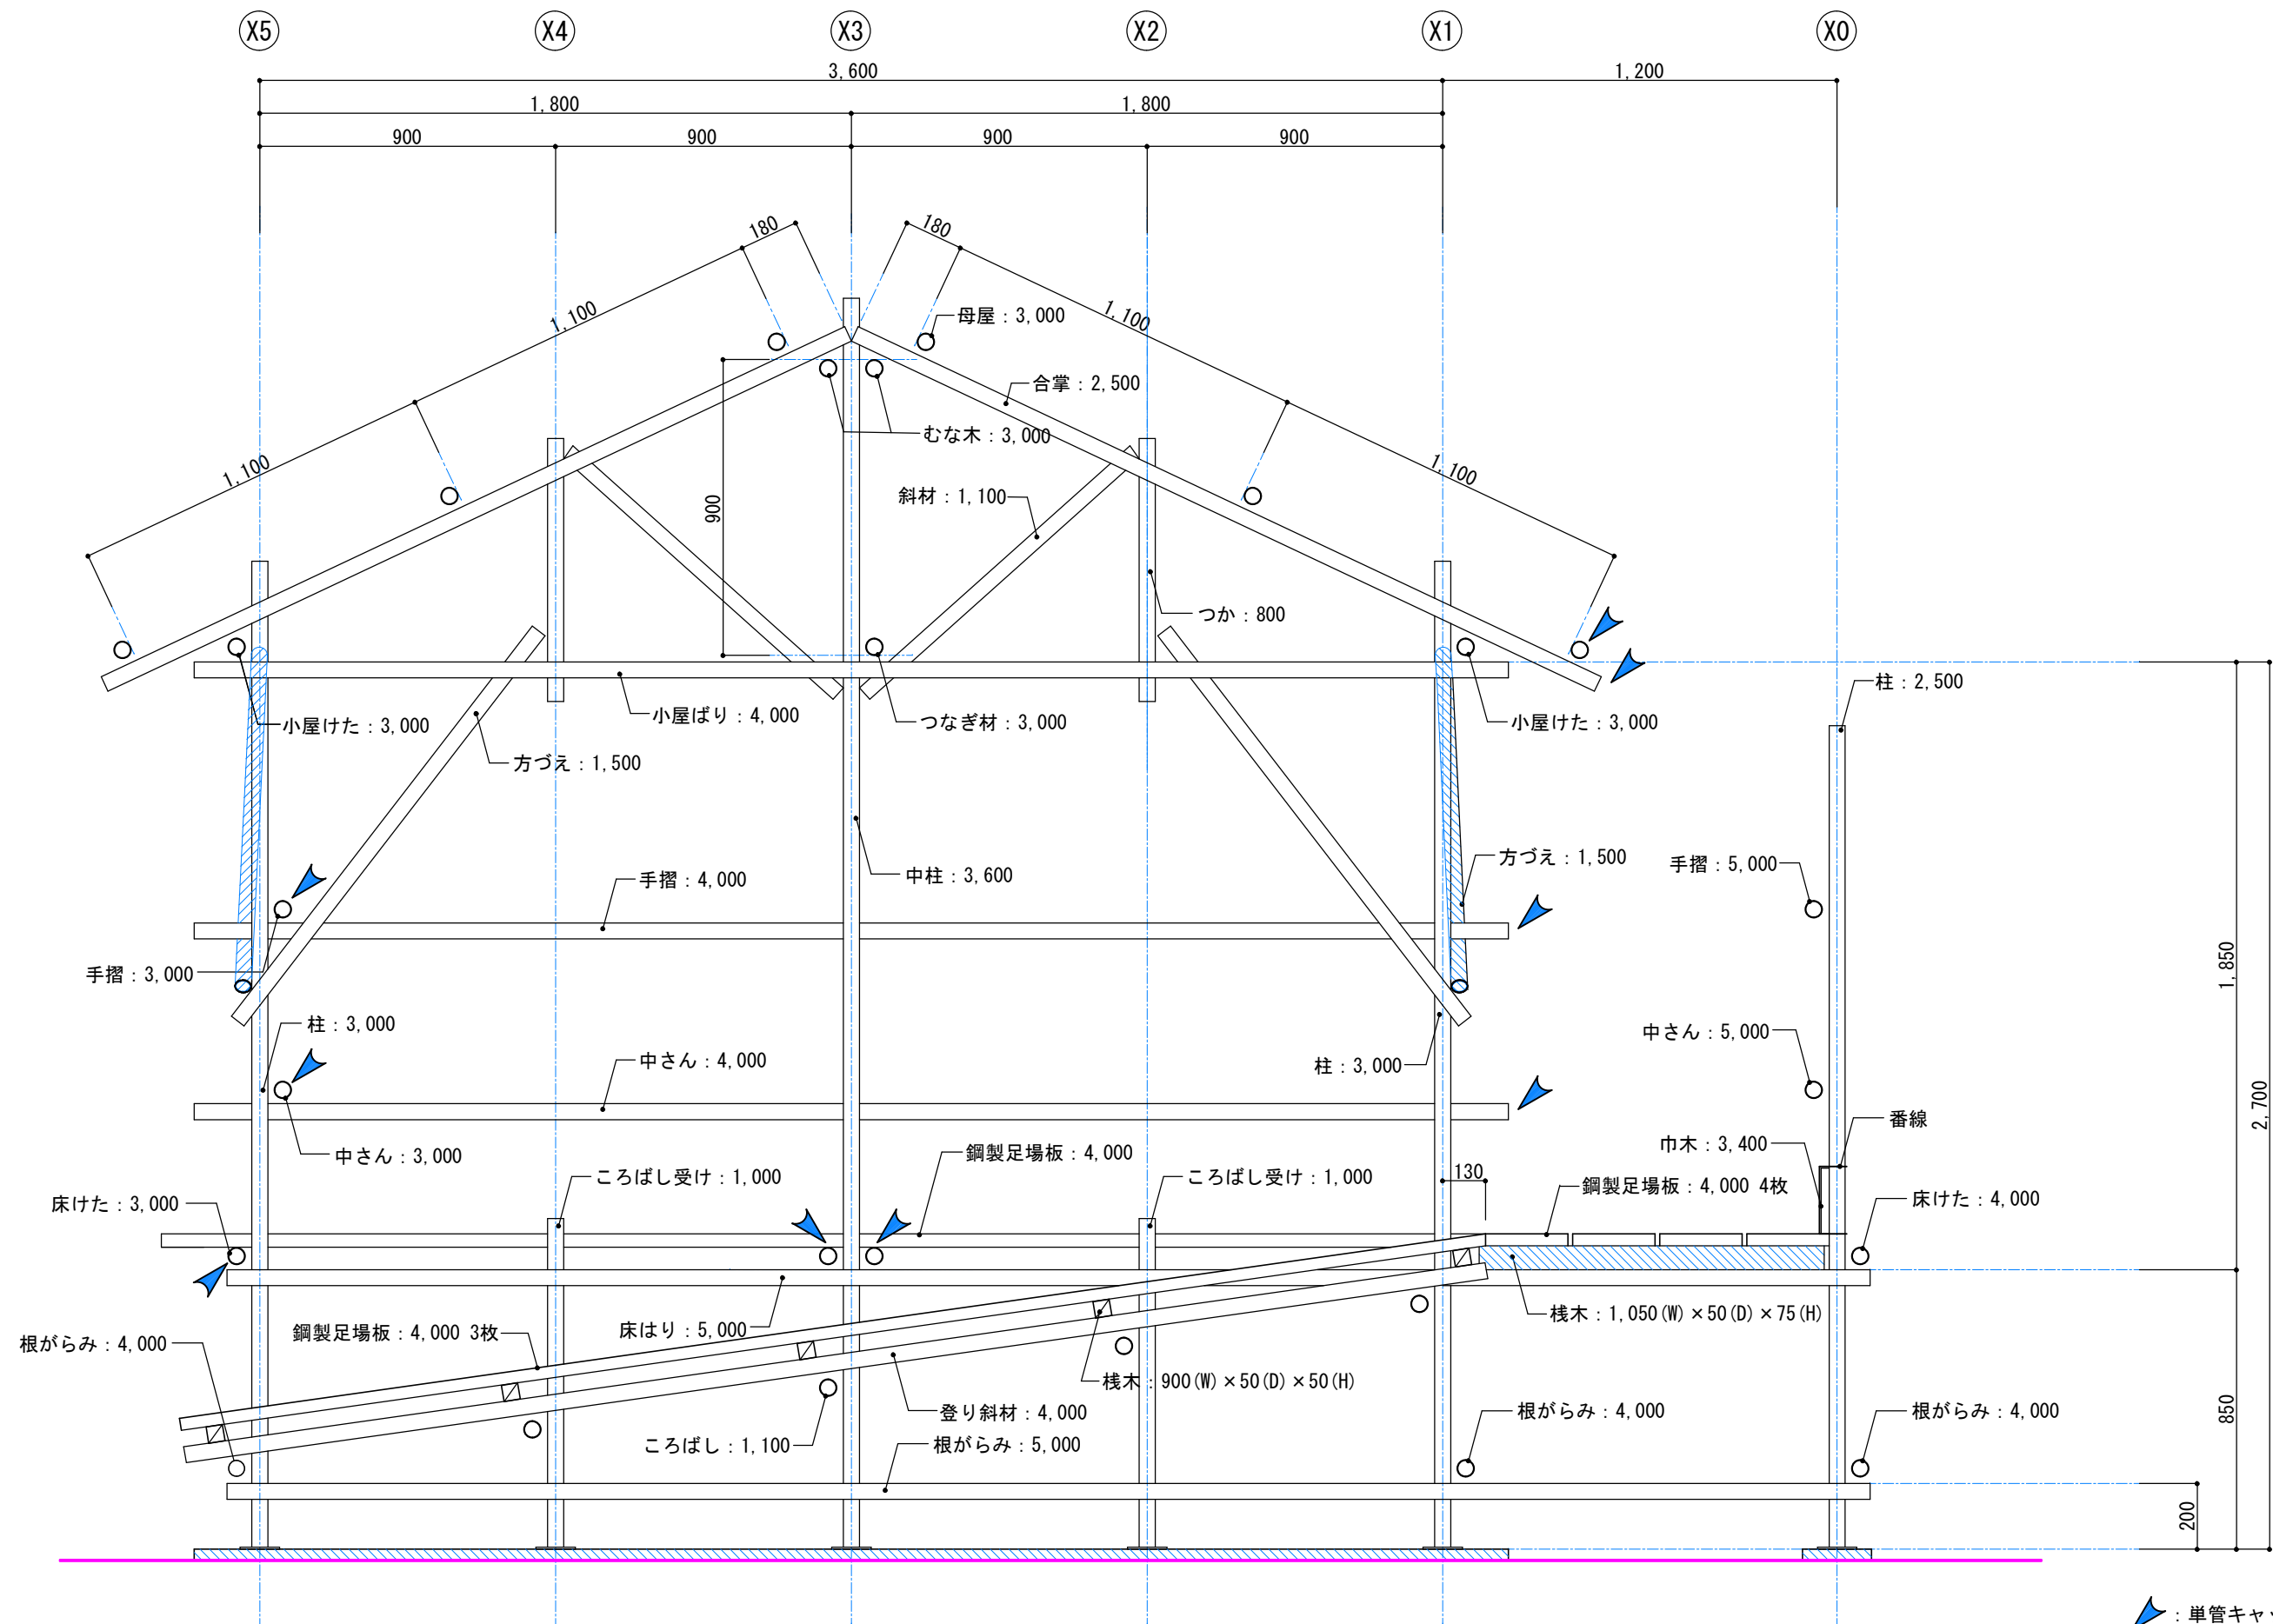 X5
X4
X3
X2
X1
X0
3,600
1,200
1,800
1,800
900
900
900
900
180
180
1,100
1,100
母屋：3,000
合掌：2,500
むな木：3,000
1,100
1,100
斜材：1,100
900
つか：800
柱：2,500
小屋けた：3,000
小屋ばり：4,000
つなぎ材：3,000
小屋けた：3,000
方づえ：1,500
方づえ：1,500
手摺：5,000
手摺：4,000
中柱：3,600
手摺：3,000
1,850
柱：3,000
中さん：5,000
中さん：4,000
柱：3,000
2,700
番線
巾木：3,400
中さん：3,000
鋼製足場板：4,000
130
ころばし受け：1,000
ころばし受け：1,000
鋼製足場板：4,000 4枚
床けた：3,000
床けた：4,000
桟木：1,050(W)×50(D)×75(H)
根がらみ：4,000
鋼製足場板：4,000 3枚
床はり：5,000
桟木：900(W)×50(D)×50(H)
登り斜材：4,000
根がらみ：4,000
根がらみ：4,000
850
ころばし：1,100
根がらみ：5,000
200
：単管キャッ